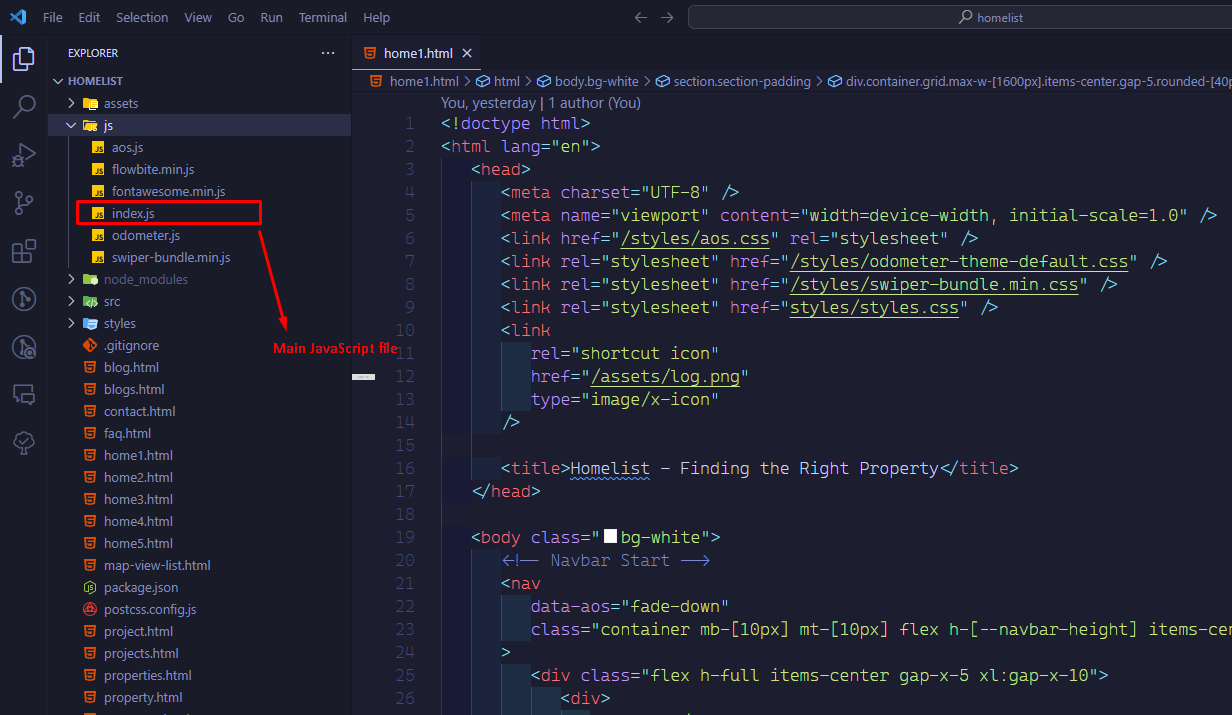 File Edit Selection View Go Run Terminal Help
homelist
EXPLORER
HOMELIST
assets
js
aos.js
flowbite.min.js
fontawesome.min.js
index.js
odometer.js
swiper-bundle.min.js
node_modules
src
styles
.gitignore
blog.html
blogs.html
contact.html
faq.html
home1.html
home2.html
home3.html
home4.html
home5.html
map-view-list.html
package.json
postcss.config.js
project.html
projects.html
properties.html
property.html
Main JavaScript file
home1.html
home1.html > html > body.bg-white > section.section-padding > div.container.grid.max-w-[1600px].items-center.gap-5.rounded-[40p
You, yesterday | 1 author (You)
1 <!doctype html>
2 <html lang="en">
3 <head>
4 <meta charset="UTF-8" />
5 <meta name="viewport" content="width=device-width, initial-scale=1.0" />
6 <link href="/styles/aos.css" rel="stylesheet" />
7 <link rel="stylesheet" href="/styles/odometer-theme-default.css" />
8 <link rel="stylesheet" href="/styles/swiper-bundle.min.css" />
9 <link rel="stylesheet" href="styles/styles.css" />
10 <link
11 rel="shortcut icon"
12 href="/assets/log.png"
13 type="image/x-icon"
14 />
15
16 <title>Homelist - Finding the Right Property</title>
17 </head>
18
19 <body class="bg-white">
20 <!-- Navbar Start -->
21 <nav
22 data-aos="fade-down"
23 class="container mb-[10px] mt-[10px] flex h-[--navbar-height] items-cen
24 >
25 <div class="flex h-full items-center gap-x-5 xl:gap-x-10">
26 <div>